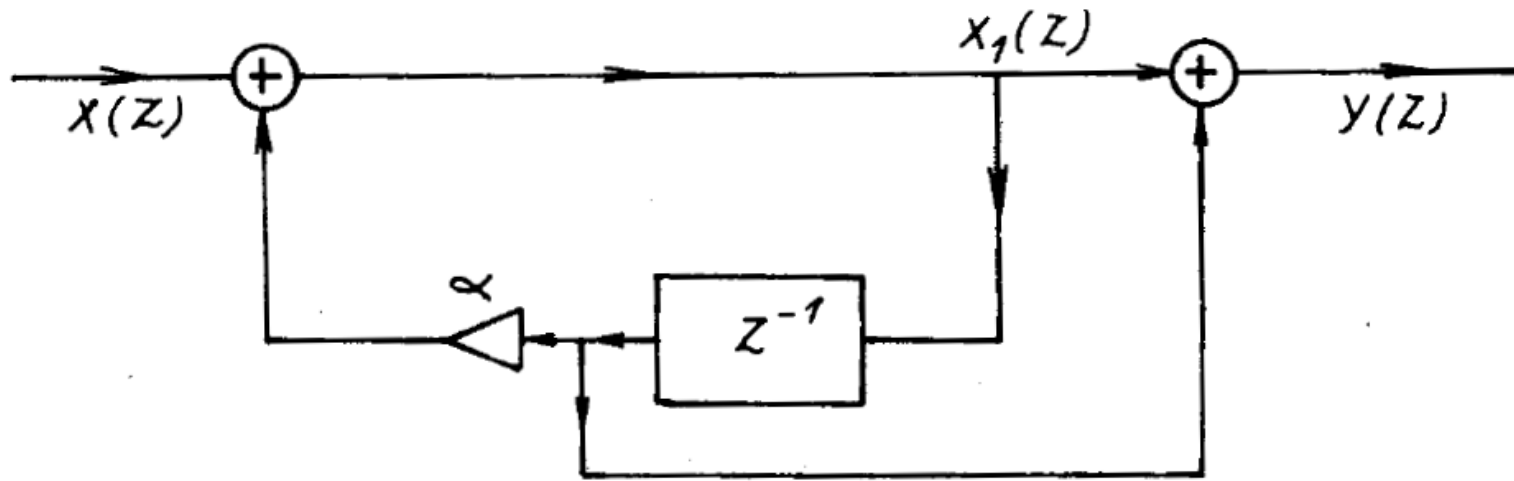 X(Z)
+
X₁(Z)
+
Y(Z)
α
Z⁻¹